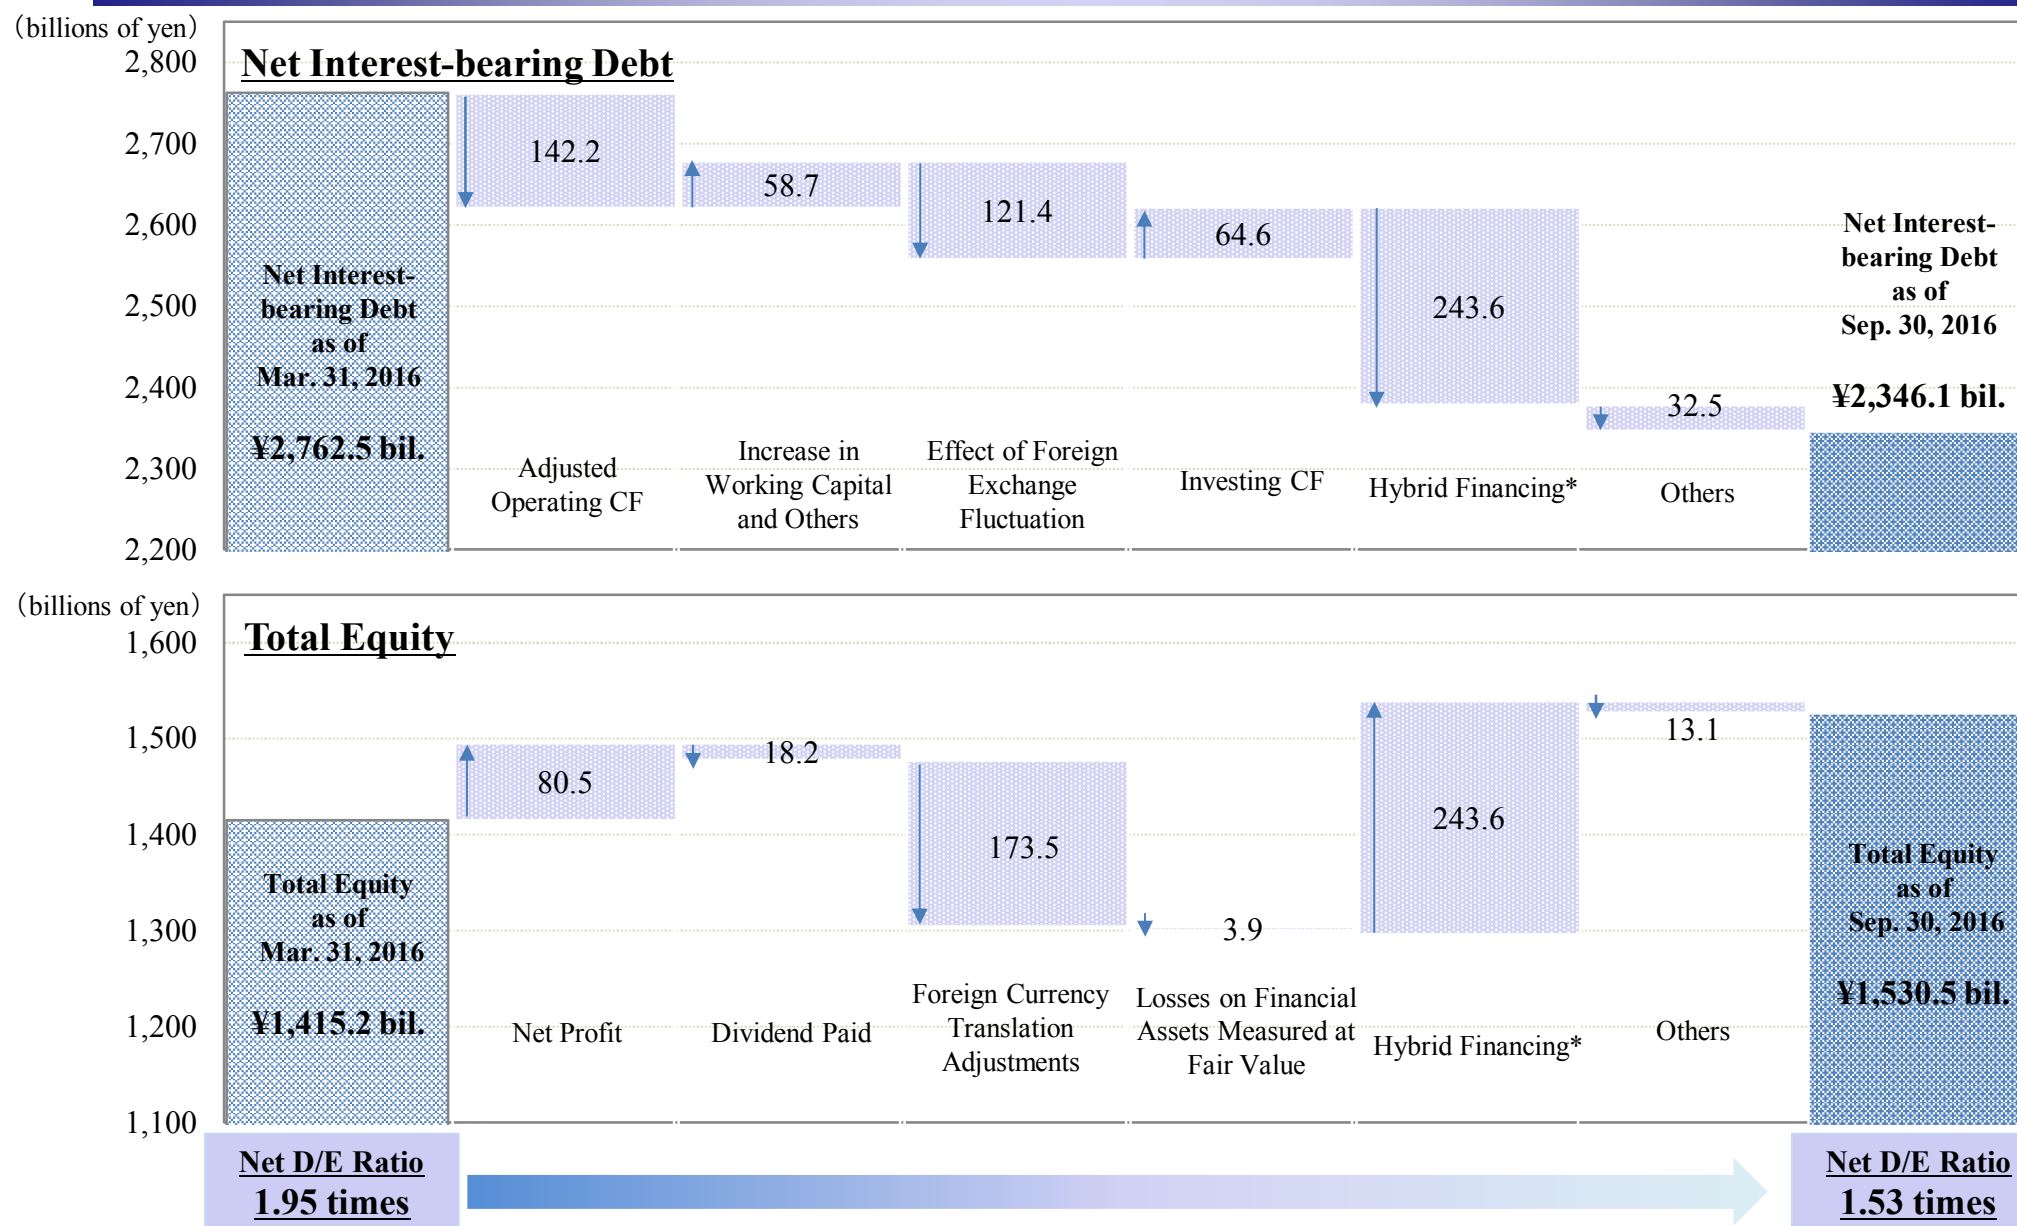 （billions of yen）
Net Interest-bearing Debt
2,800
2,700
2,600
2,500
2,400
2,300
2,200
Net Interest-
bearing Debt
as of
Mar. 31, 2016
¥2,762.5 bil.
142.2
58.7
121.4
64.6
243.6
32.5
Adjusted
Operating CF
Increase in
Working Capital
and Others
Effect of Foreign
Exchange
Fluctuation
Investing CF
Hybrid Financing*
Others
Net Interest-
bearing Debt
as of
Sep. 30, 2016
¥2,346.1 bil.
（billions of yen）
Total Equity
1,600
1,500
1,400
1,300
1,200
1,100
Total Equity
as of
Mar. 31, 2016
¥1,415.2 bil.
80.5
18.2
173.5
3.9
243.6
13.1
Net Profit
Dividend Paid
Foreign Currency
Translation
Adjustments
Losses on Financial
Assets Measured at
Fair Value
Hybrid Financing*
Others
Total Equity
as of
Sep. 30, 2016
¥1,530.5 bil.
Net D/E Ratio
1.95 times
Net D/E Ratio
1.53 times